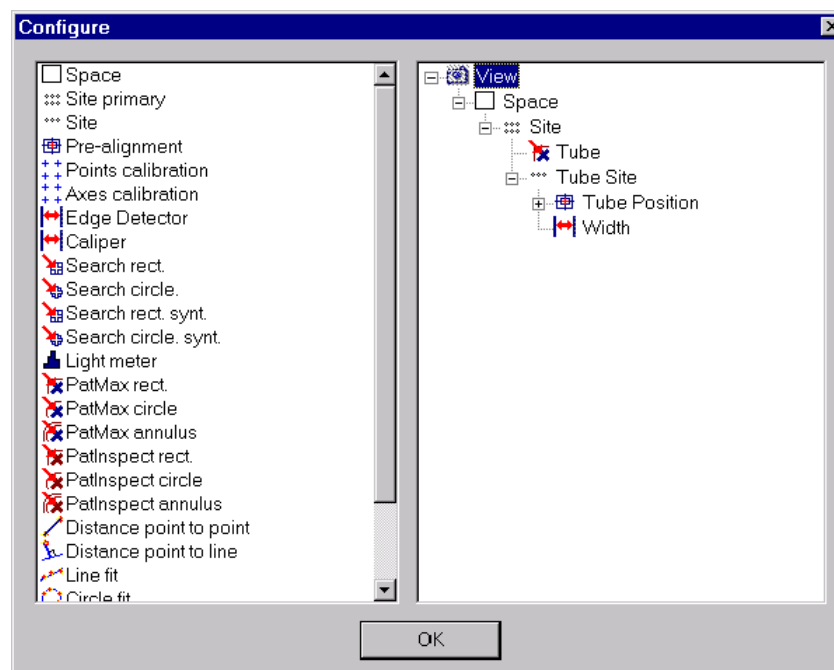 Configure
Space
Site primary
Site
Pre-alignment
Points calibration
Axes calibration
Edge Detector
Caliper
Search rect.
Search circle.
Search rect. synt.
Search circle. synt.
Light meter
PatMax rect.
PatMax circle
PatMax annulus
PatInspect rect.
PatInspect circle
PatInspect annulus
Distance point to point
Distance point to line
Line fit
Circle fit
View
Space
Site
Tube
Tube Site
Tube Position
Width
OK